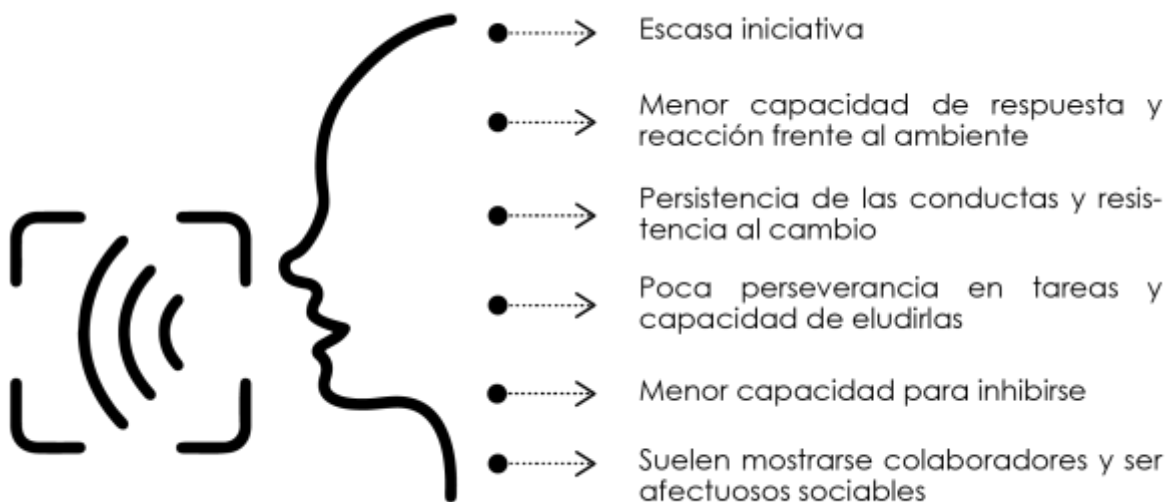 Escasa iniciativa
Menor capacidad de respuesta y
reacción frente al ambiente
Persistencia de las conductas y resis-
tencia al cambio
Poca perseverancia en tareas y
capacidad de eludirlas
Menor capacidad para inhibirse
Suelen mostrarse colaboradores y ser
afectuosos sociables